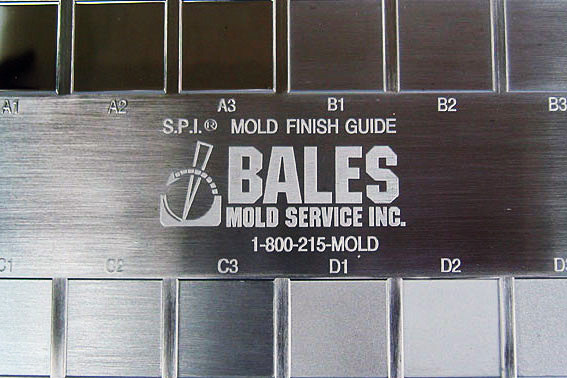 A1 A2 A3 B1 B2 B3
S.P.I.® MOLD FINISH GUIDE
BALES
MOLD SERVICE INC.
1-800-215-MOLD
C1 C2 C3 D1 D2